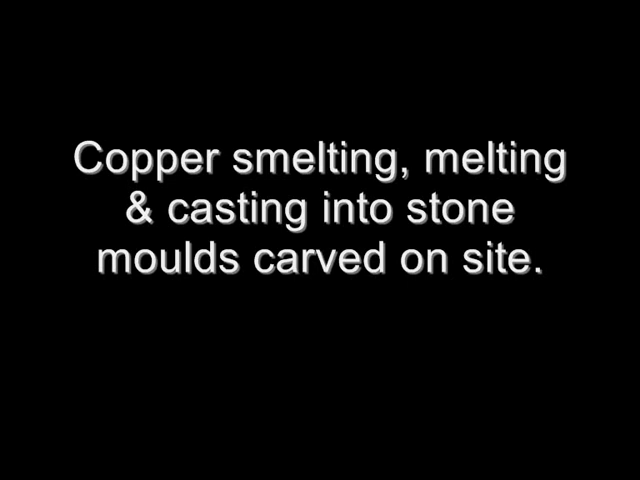 Copper smelting, melting
& casting into stone
moulds carved on site.